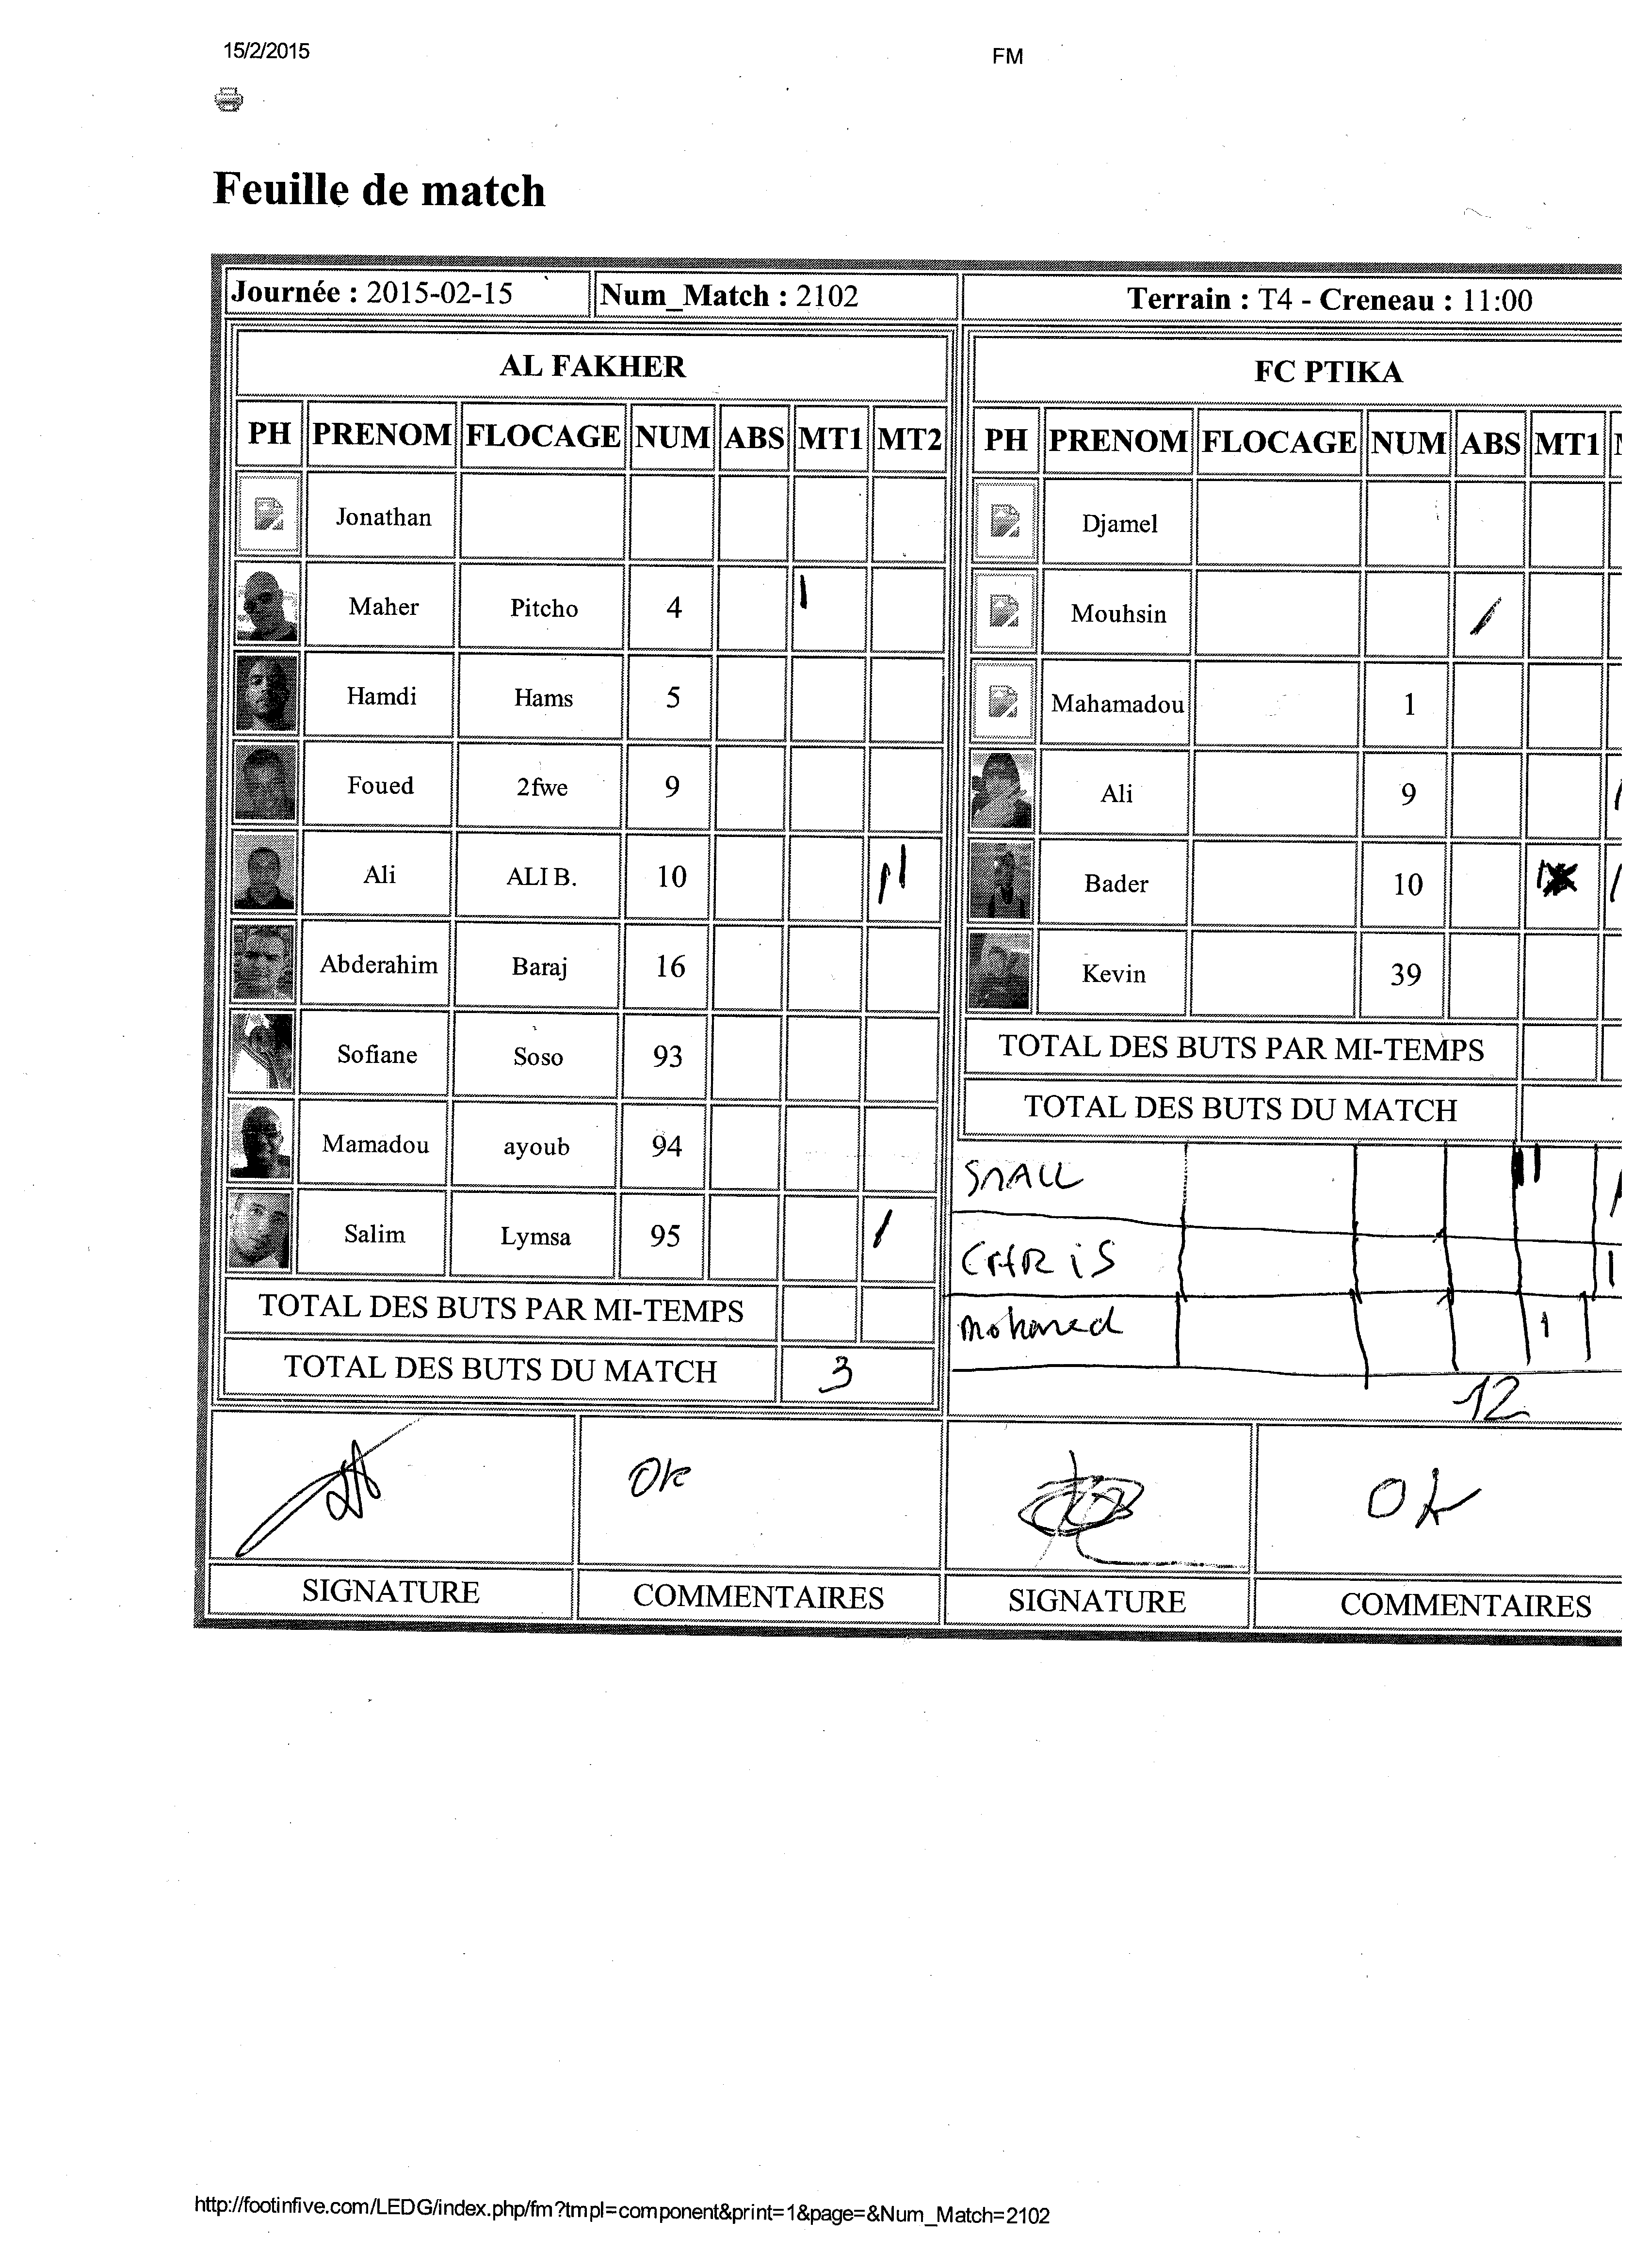 15/2/2015 FM
Feuille de match
Journée : 2015-02-15 Num_Match : 2102 Terrain : T4 - Creneau : 11:00
AL FAKHER
PH PRENOM FLOCAGE NUM ABS MT1 MT2
Jonathan
Maher Pitcho 4 1
Hamdi Hams 5
Foued 2fwe 9
Ali ALI B. 10 11
Abderahim Baraj 16
Sofiane Soso 93
Mamadou ayoub 94
Salim Lymsa 95 1
TOTAL DES BUTS PAR MI-TEMPS
TOTAL DES BUTS DU MATCH 3
OK
SIGNATURE COMMENTAIRES
FC PTIKA
PH PRENOM FLOCAGE NUM ABS MT1
Djamel
Mouhsin /
Mahamadou 1
Ali 9
Bader 10
Kevin 39
TOTAL DES BUTS PAR MI-TEMPS
TOTAL DES BUTS DU MATCH
SMALL
CHRIS
Mohamed 1
12
Ok
SIGNATURE COMMENTAIRES
http://footinfive.com/LEDG/index.php/fm?tmpl=component&print=1&page=&Num_Match=2102